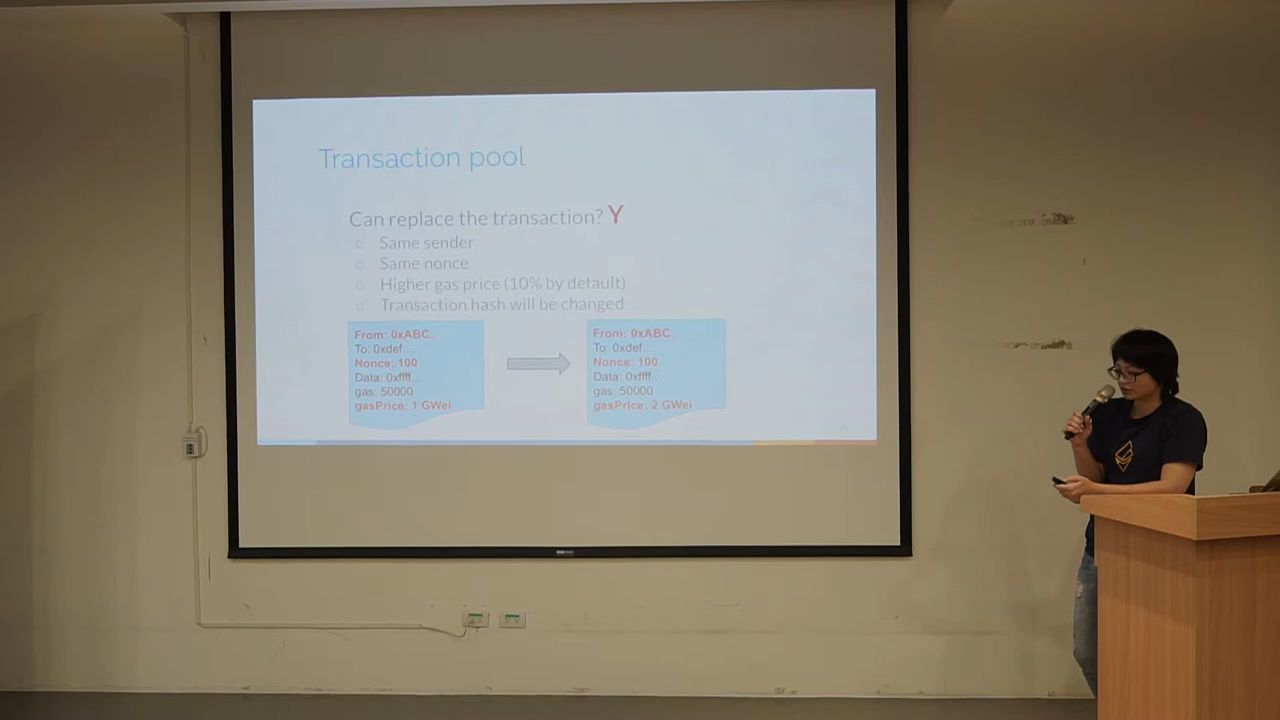 Transaction pool
Can replace the transaction? Y
Same sender
Same nonce
Higher gas price (10% by default)
Transaction hash will be changed
From: 0xABC..
To: 0xdef...
Nonce: 100
Data: 0xffff...
gas: 50000
gasPrice: 1 GWei
From: 0xABC..
To: 0xdef...
Nonce: 100
Data: 0xffff..
gas: 50000
gasPrice: 2 GWei